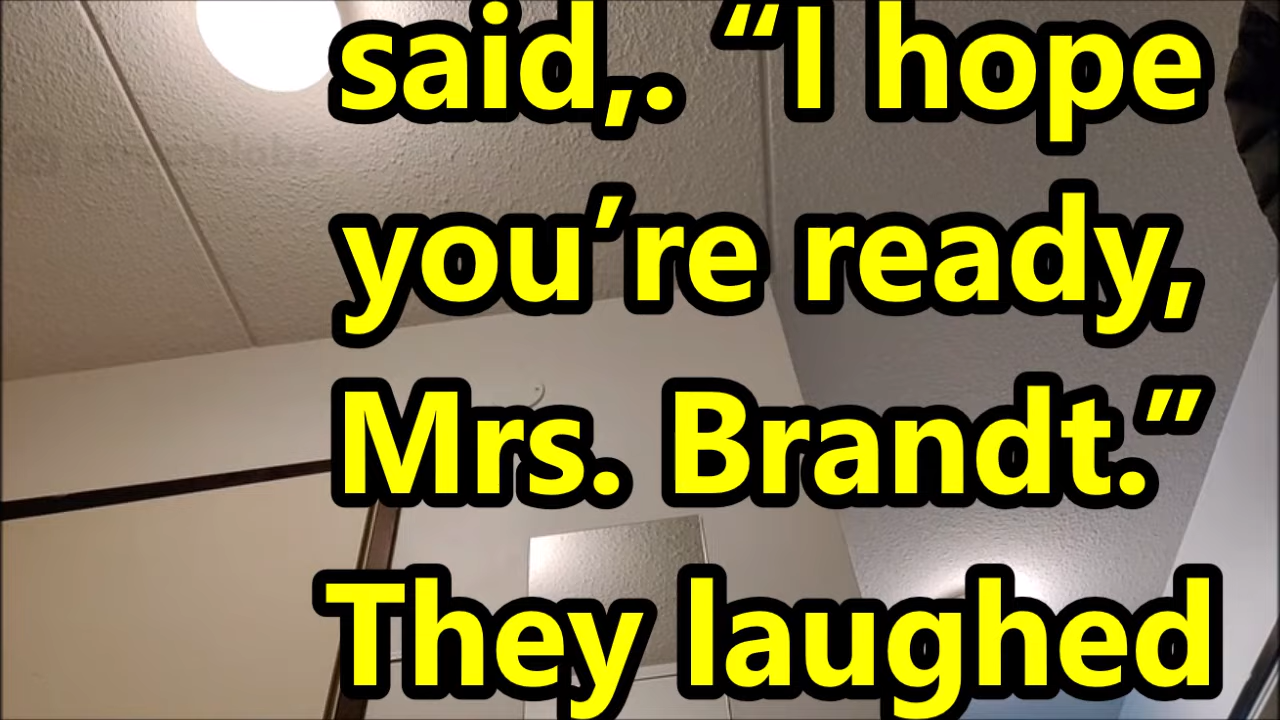 said,. “I hope
you’re ready,
Mrs. Brandt.”
They laughed